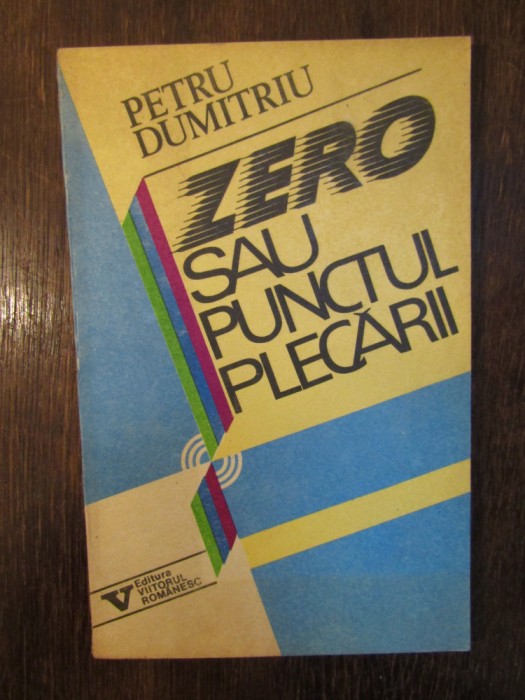 PETRU
DUMITRIU
ZERO
SAU
PUNCTUL
PLECĂRII
V
Editura
VIITORUL
ROMÂNESC